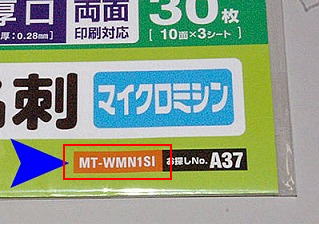 厚口 両面 30枚
厚:0.28mm] 印刷対応 [10面×3シート]
名刺 マイクロミシン
MT-WMN1SI お探しNo. A37